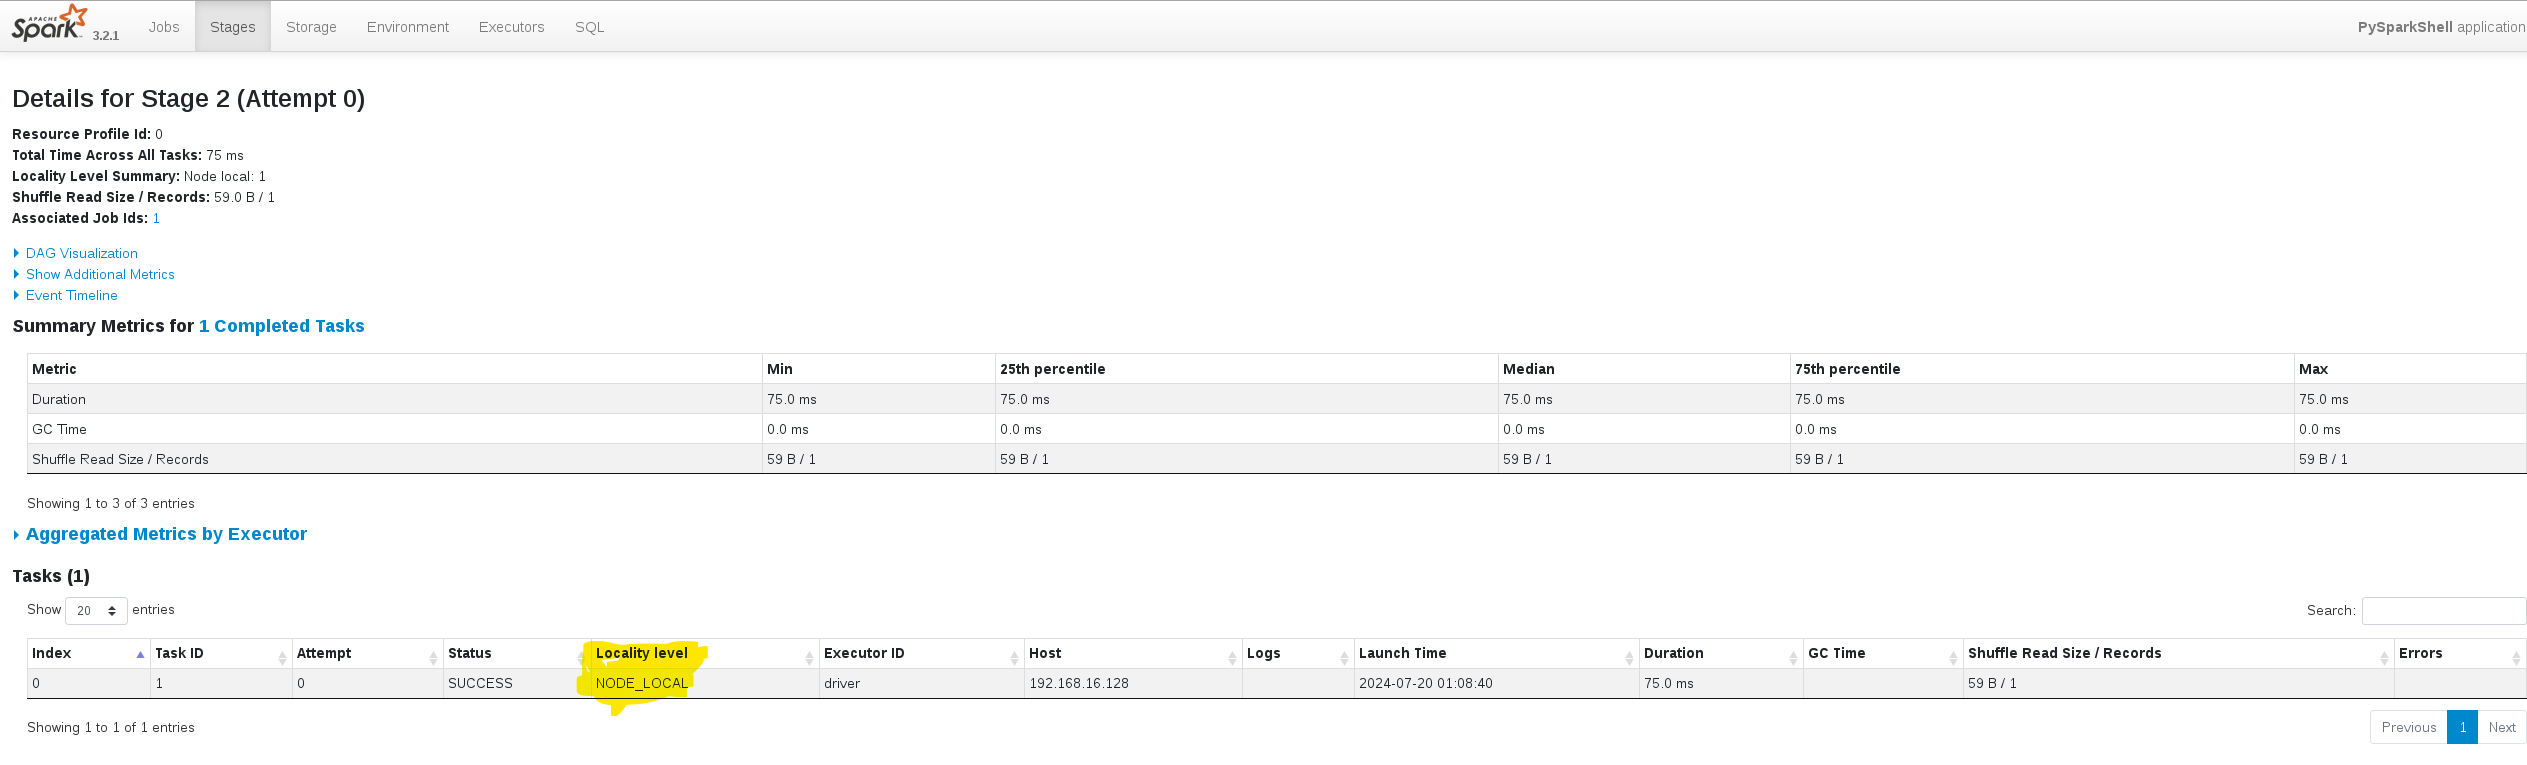 APACHE
Spark 3.2.1 Jobs Stages Storage Environment Executors SQL PySparkShell application
Details for Stage 2 (Attempt 0)
Resource Profile Id: 0
Total Time Across All Tasks: 75 ms
Locality Level Summary: Node local: 1
Shuffle Read Size / Records: 59.0 B / 1
Associated Job Ids: 1
DAG Visualization
Show Additional Metrics
Event Timeline
Summary Metrics for 1 Completed Tasks
Metric Min 25th percentile Median 75th percentile Max
Duration 75.0 ms 75.0 ms 75.0 ms 75.0 ms 75.0 ms
GC Time 0.0 ms 0.0 ms 0.0 ms 0.0 ms 0.0 ms
Shuffle Read Size / Records 59 B / 1 59 B / 1 59 B / 1 59 B / 1 59 B / 1
Showing 1 to 3 of 3 entries
Aggregated Metrics by Executor
Tasks (1)
Show 20 entries Search:
Index Task ID Attempt Status Locality level Executor ID Host Logs Launch Time Duration GC Time Shuffle Read Size / Records Errors
0 1 0 SUCCESS NODE_LOCAL driver 192.168.16.128 2024-07-20 01:08:40 75.0 ms 59 B / 1
Showing 1 to 1 of 1 entries Previous 1 Next